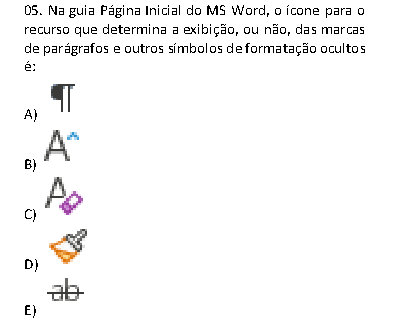 05. Na guia Página Inicial do MS Word, o ícone para o
recurso que determina a exibição, ou não, das marcas
de parágrafos e outros símbolos de formatação ocultos
é:
A) ¶
B) A^
C) A
D)
E) ab